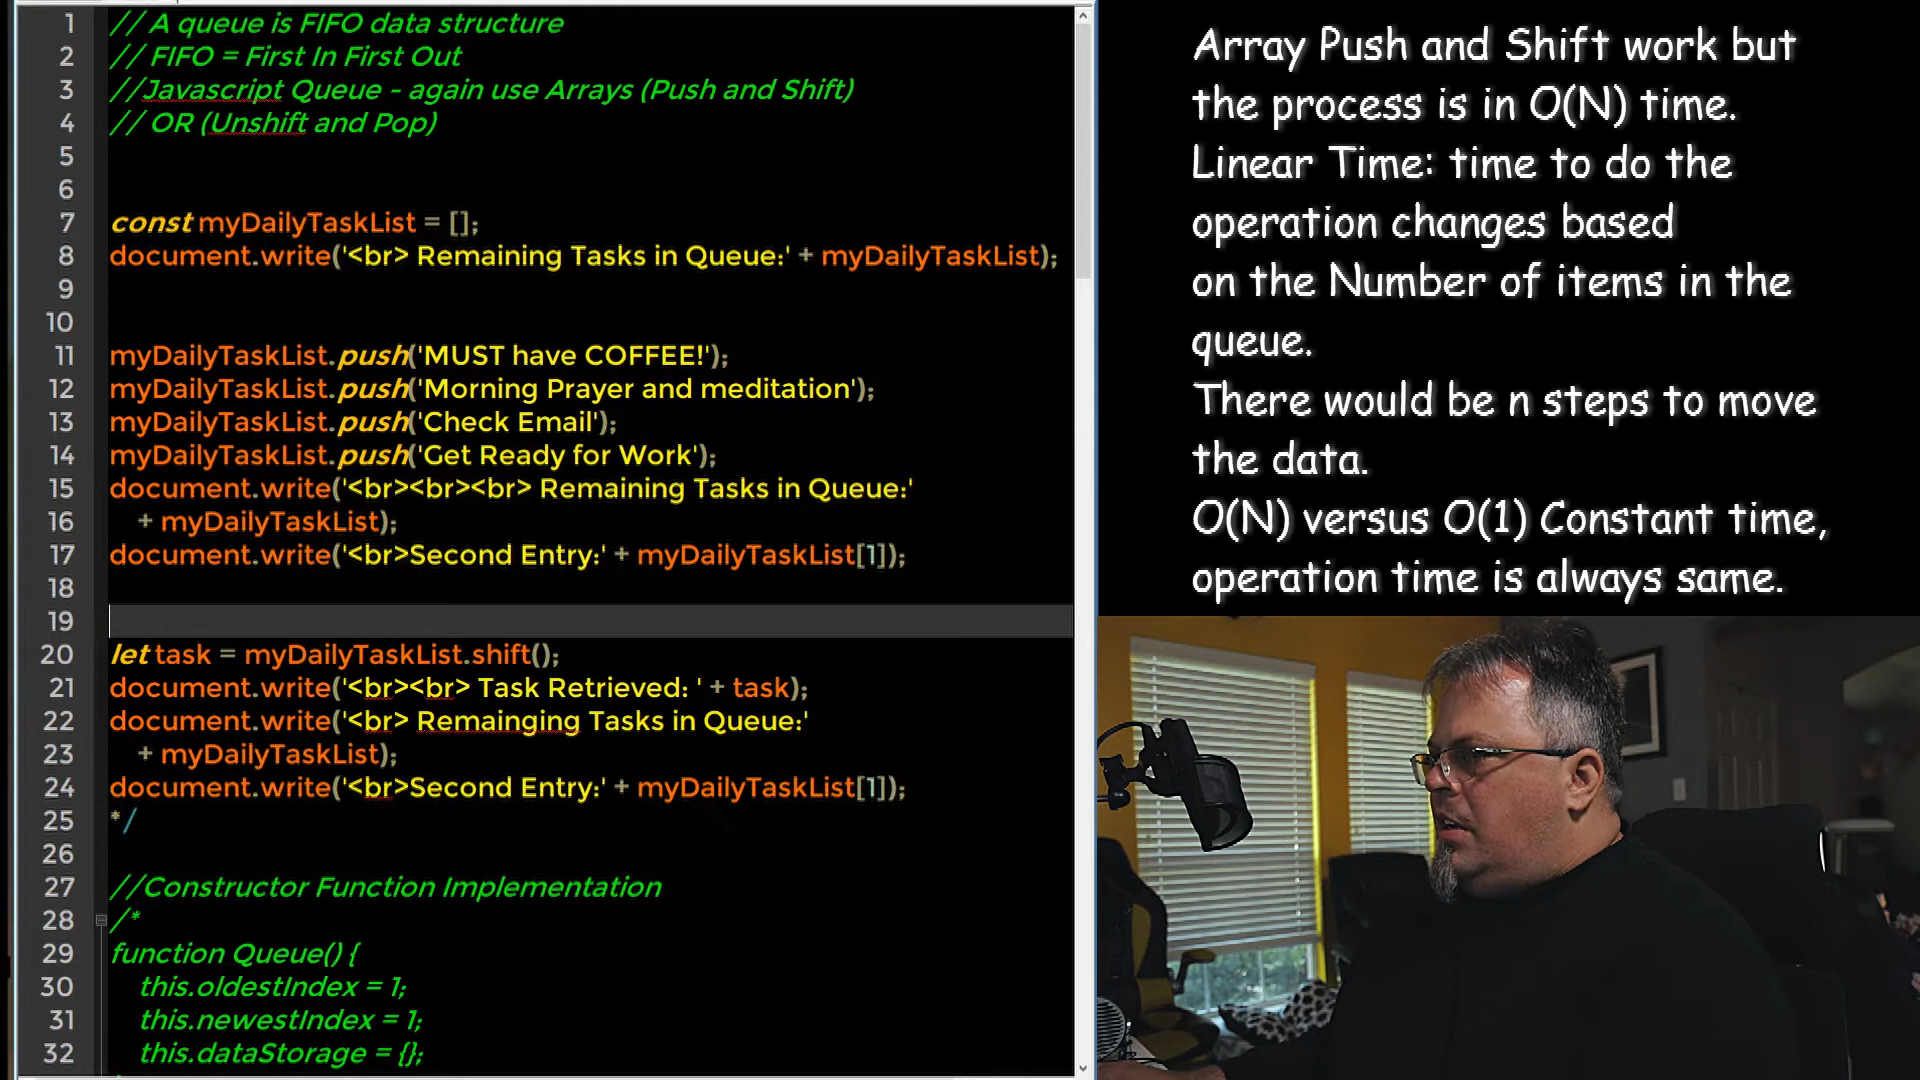 1 // A queue is FIFO data structure
2 // FIFO = First In First Out
3 //Javascript Queue - again use Arrays (Push and Shift)
4 // OR (Unshift and Pop)
5
6
7 const myDailyTaskList = [];
8 document.write('<br> Remaining Tasks in Queue:' + myDailyTaskList);
9
10
11 myDailyTaskList.push('MUST have COFFEE!');
12 myDailyTaskList.push('Morning Prayer and meditation');
13 myDailyTaskList.push('Check Email');
14 myDailyTaskList.push('Get Ready for Work');
15 document.write('<br><br><br> Remaining Tasks in Queue:'
16 + myDailyTaskList);
17 document.write('<br>Second Entry:' + myDailyTaskList[1]);
18
19
20 let task = myDailyTaskList.shift();
21 document.write('<br><br> Task Retrieved: ' + task);
22 document.write('<br> Remainging Tasks in Queue:'
23 + myDailyTaskList);
24 document.write('<br>Second Entry:' + myDailyTaskList[1]);
25 */
26
27 //Constructor Function Implementation
28 /*
29 function Queue() {
30 this.oldestIndex = 1;
31 this.newestIndex = 1;
32 this.dataStorage = {};
Array Push and Shift work but
the process is in O(N) time.
Linear Time: time to do the
operation changes based
on the Number of items in the
queue.
There would be n steps to move
the data.
O(N) versus O(1) Constant time,
operation time is always same.